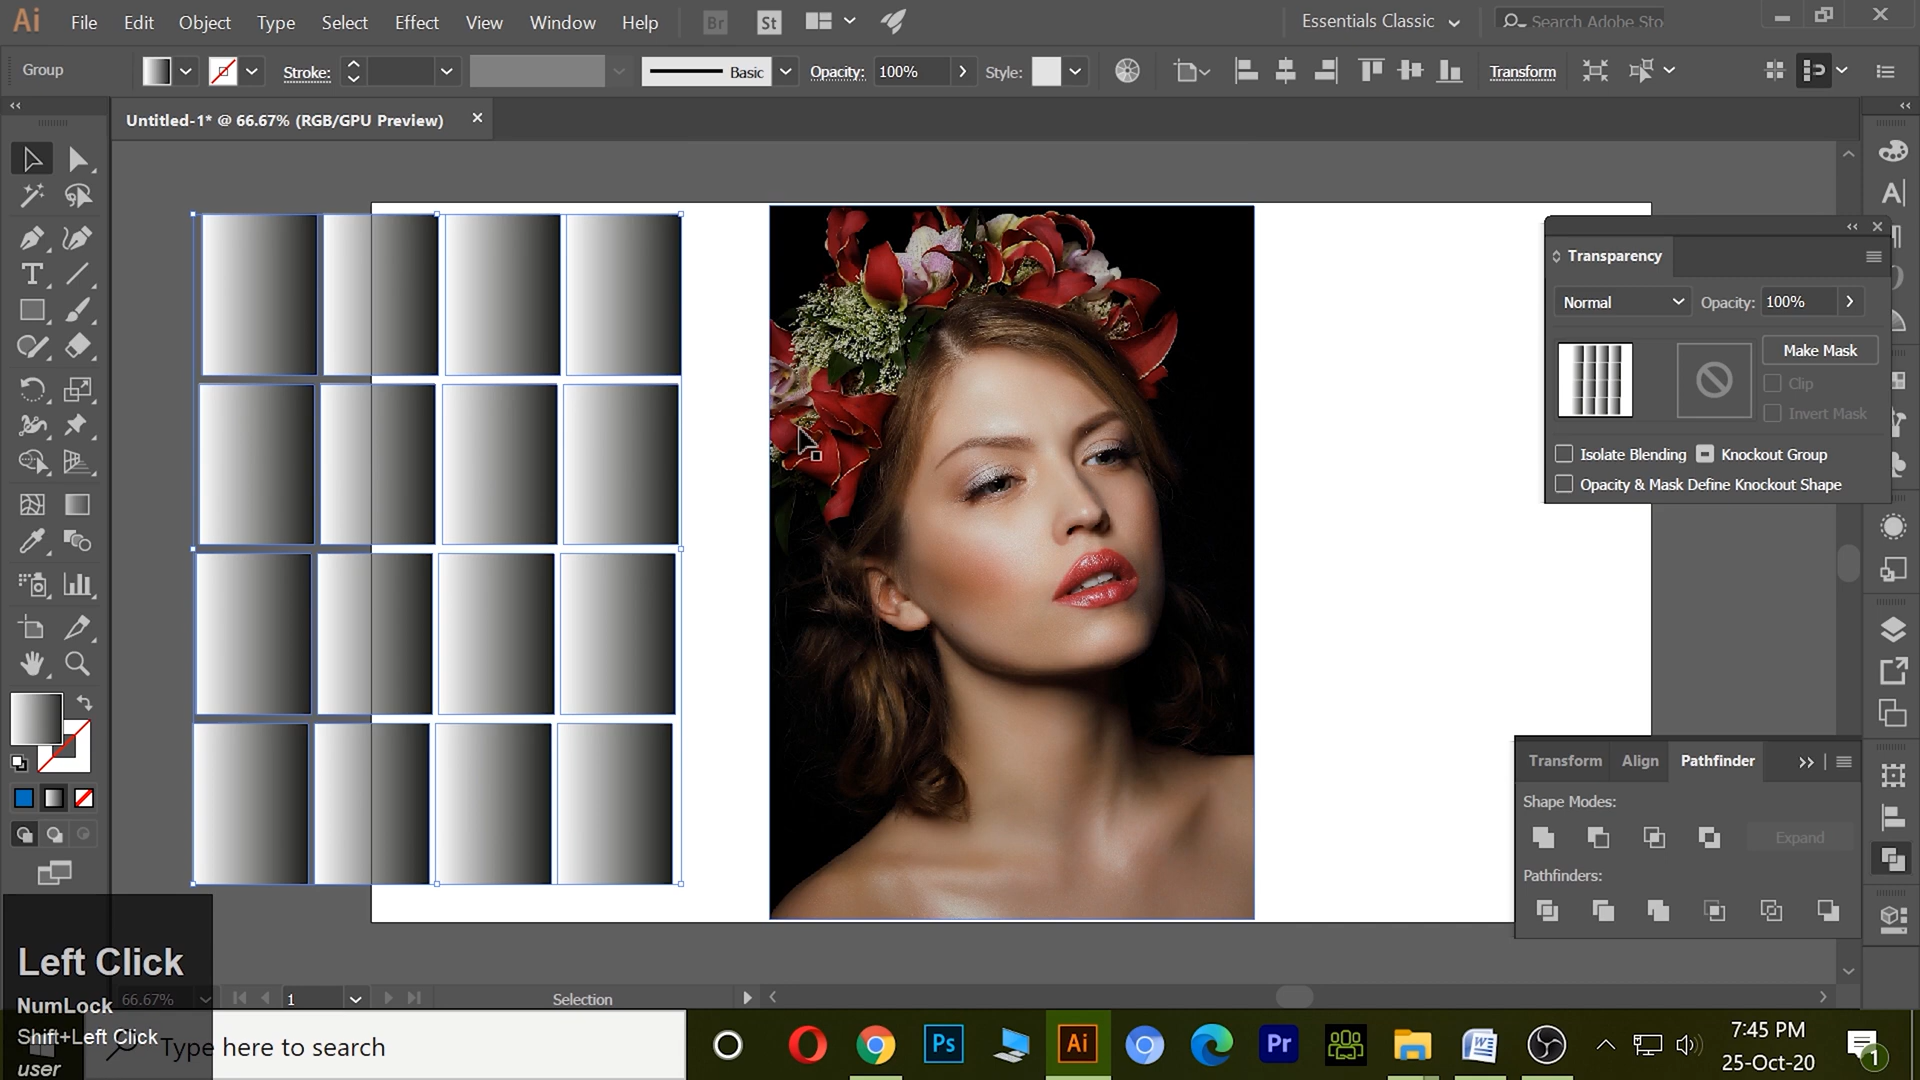 Ai File Edit Object Type Select Effect View Window Help Br St Essentials Classic Search Adobe Sto
Group Stroke: Basic Opacity: 100% Style: Transform
Untitled-1* @ 66.67% (RGB/GPU Preview)
Transparency
Normal Opacity: 100%
Make Mask
Clip
Invert Mask
Isolate Blending Knockout Group
Opacity & Mask Define Knockout Shape
Transform Align Pathfinder
Shape Modes:
Expand
Pathfinders:
Left Click
NumLock
Shift+Left Click
user
66.67% 1 Selection
Type here to search
Ps Ai Pr
7:45 PM
25-Oct-20
1